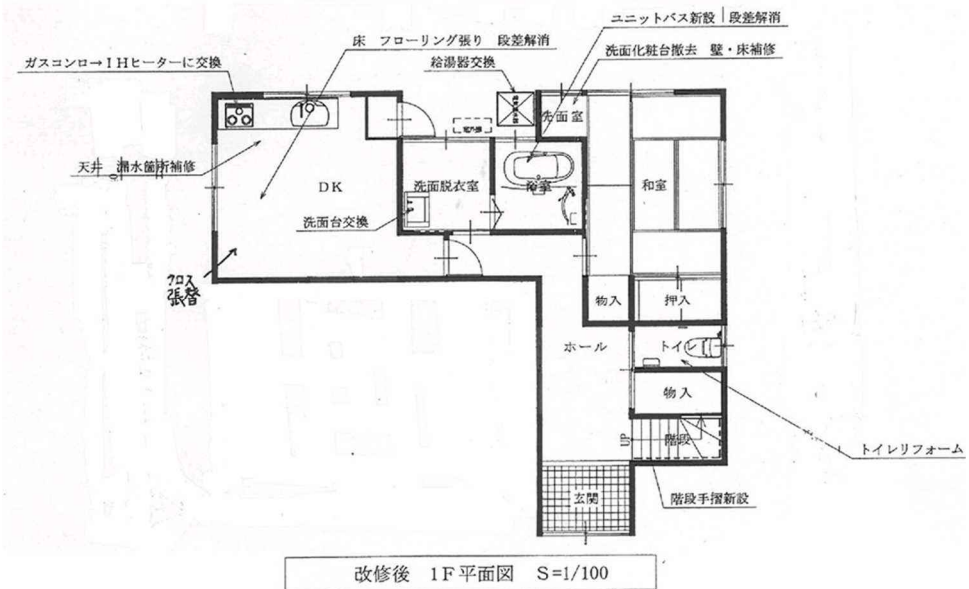 ユニットバス新設 段差解消
床 フローリング張り 段差解消
洗面化粧台撤去 壁・床補修
ガスコンロ→IHヒーターに交換
給湯器交換
洗面室
天井 漏水箇所補修
DK
洗面脱衣室
浴室
和室
洗面台交換
クロス
張替
物入
押入
ホール
トイレ
物入
UP
階段
トイレリフォーム
玄関
階段手摺新設
改修後 1F平面図 S=1/100